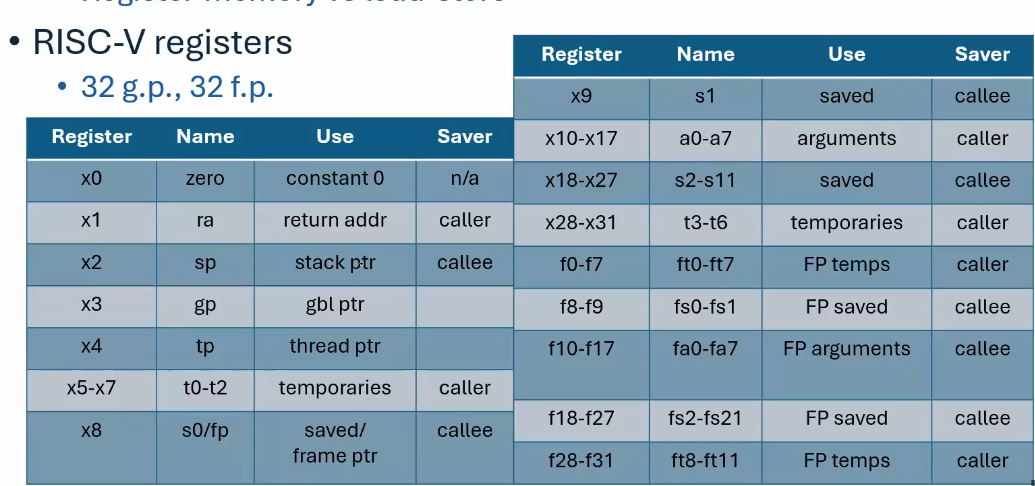 Register-memory vs load-store
• RISC-V registers
• 32 g.p., 32 f.p.
Register Name Use Saver
x0 zero constant 0 n/a
x1 ra return addr caller
x2 sp stack ptr callee
x3 gp gbl ptr
x4 tp thread ptr
x5-x7 t0-t2 temporaries caller
x8 s0/fp saved/ callee
frame ptr
Register Name Use Saver
x9 s1 saved callee
x10-x17 a0-a7 arguments caller
x18-x27 s2-s11 saved callee
x28-x31 t3-t6 temporaries caller
f0-f7 ft0-ft7 FP temps caller
f8-f9 fs0-fs1 FP saved callee
f10-f17 fa0-fa7 FP arguments callee
f18-f27 fs2-fs21 FP saved callee
f28-f31 ft8-ft11 FP temps caller